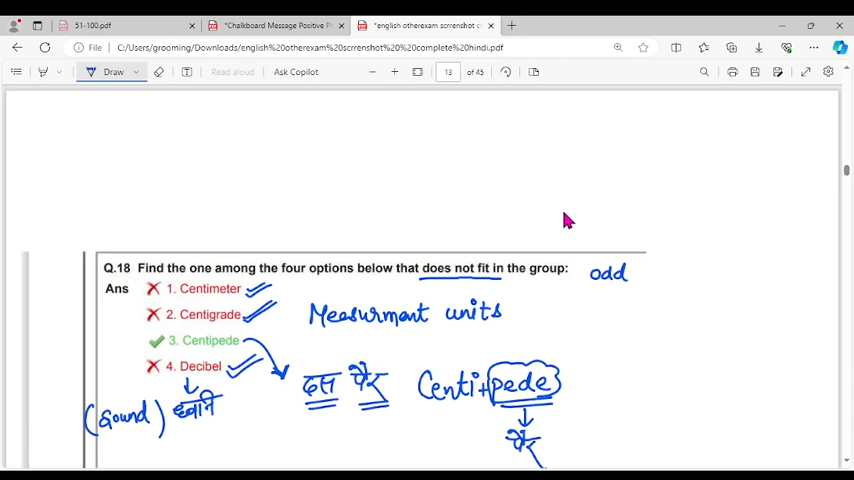 51-100.pdf
*Chalkboard Message Positive P
*english otherexam scrrenshot c
File
C:/Users/grooming/Downloads/english%20otherexam%20scrrenshot%20%20complete%20hindi.pdf
Draw
Read aloud
Ask Copilot
13 of 45
Q.18 Find the one among the four options below that does not fit in the group: odd
Ans 1. Centimeter
2. Centigrade Measurment units
3. Centipede
4. Decibel
दस पैर Centi+pede
(Sound) ध्वनि
पैर